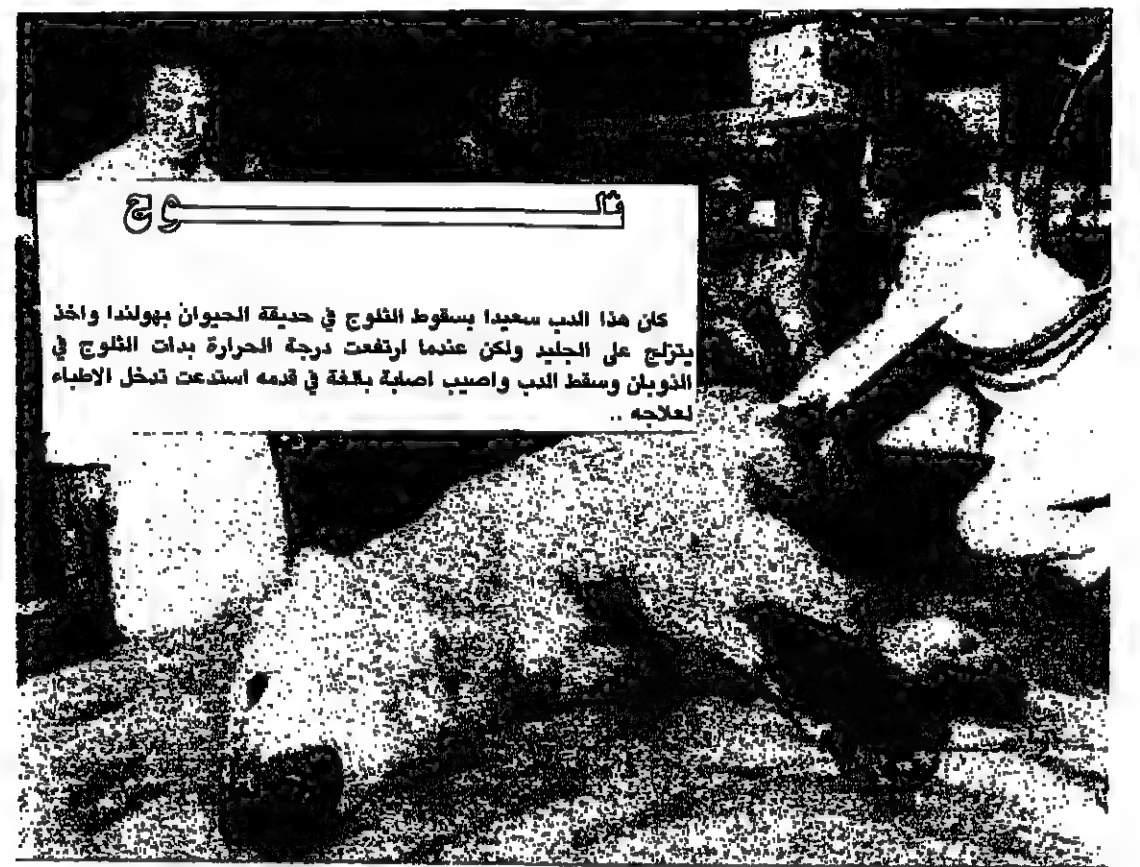 ثلوج
كان هذا الدب سعيدا بسقوط الثلوج في حديقة الحيوان بهولندا واخذ
يتزلج على الجليد ولكن عندما ارتفعت درجة الحرارة بدات الثلوج في
الذوبان وسقط الدب واصيب اصابة بالغة في قدمه استدعت تدخل الاطباء
لعلاجه ..